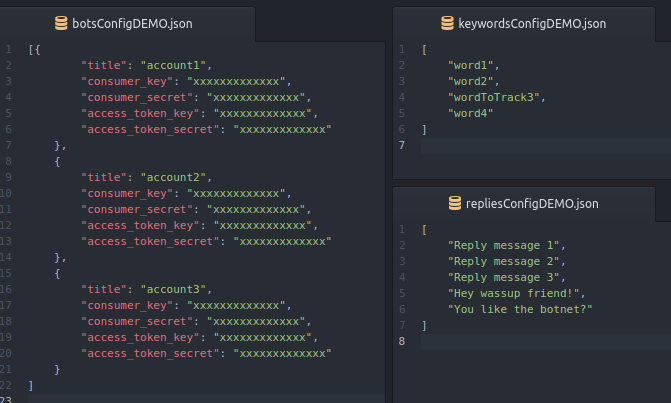 botsConfigDEMO.json
1 [{
2 "title": "account1",
3 "consumer_key": "xxxxxxxxxxxxx",
4 "consumer_secret": "xxxxxxxxxxxxx",
5 "access_token_key": "xxxxxxxxxxxxx",
6 "access_token_secret": "xxxxxxxxxxxxx"
7 },
8 {
9 "title": "account2",
10 "consumer_key": "xxxxxxxxxxxxx",
11 "consumer_secret": "xxxxxxxxxxxxx",
12 "access_token_key": "xxxxxxxxxxxxx",
13 "access_token_secret": "xxxxxxxxxxxxx"
14 },
15 {
16 "title": "account3",
17 "consumer_key": "xxxxxxxxxxxxx",
18 "consumer_secret": "xxxxxxxxxxxxx",
19 "access_token_key": "xxxxxxxxxxxxx",
20 "access_token_secret": "xxxxxxxxxxxxx"
21 }
22 ]
23
keywordsConfigDEMO.json
1 [
2 "word1",
3 "word2",
4 "wordToTrack3",
5 "word4"
6 ]
7
repliesConfigDEMO.json
1 [
2 "Reply message 1",
3 "Reply message 2",
4 "Reply message 3",
5 "Hey wassup friend!",
6 "You like the botnet?"
7 ]
8